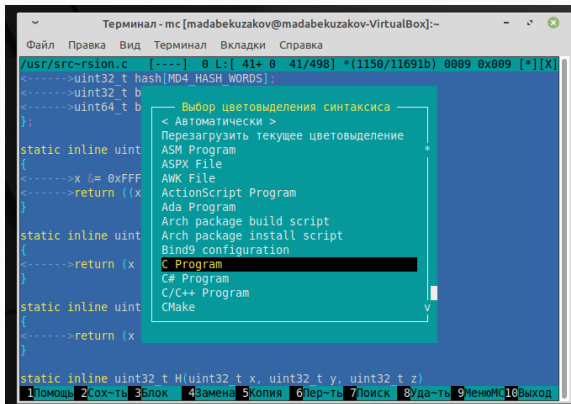 Терминал - mc [madabekuzakov@madabekuzakov-VirtualBox]:~
Файл Правка Вид Терминал Вкладки Справка
/usr/src~rsion.c [----] 0 L:[ 41+ 0 41/498] *(1150/11691b) 0009 0x009 [*][X]
<------>uint32_t hash[MD4_HASH_WORDS];
<------>uint32_t b
<------>uint64_t b
};
static inline uint
{
<------>x &= 0xFFF
<------>return ((x
}
static inline uint
{
<------>return (x
}
static inline uint
{
<------>return (x
}
static inline uint32_t H(uint32_t x, uint32_t y, uint32_t z)
Выбор цветовыделения синтаксиса
< Автоматически >
Перезагрузить текущее цветовыделение
ASM Program *
ASPX File
AWK File
ActionScript Program
Ada Program
Arch package build script
Arch package install script
Bind9 configuration
C Program
C# Program
C/C++ Program
CMake v
1Помощь 2Сох~ть 3Блок 4Замена 5Копия 6Пер~ть 7Поиск 8Уда~ть 9МенюМС 10Выход